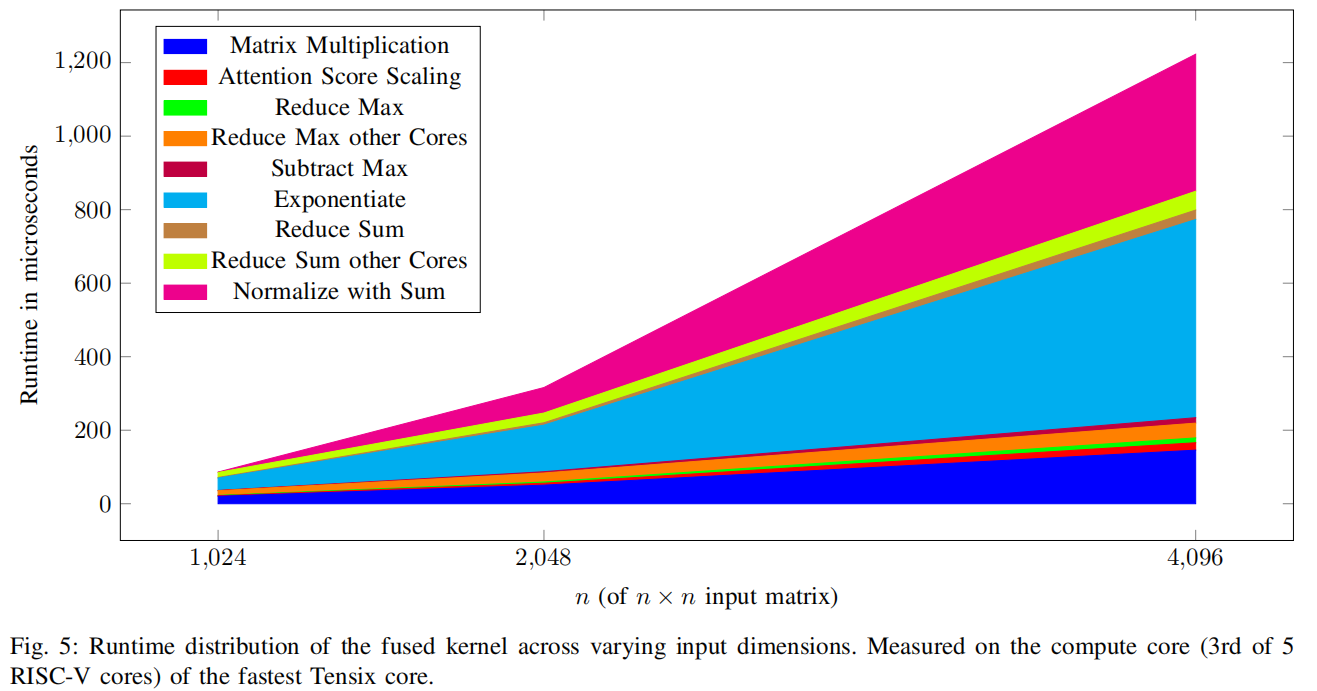 1,200
1,000
800
600
400
200
0
Runtime in microseconds
Matrix Multiplication
Attention Score Scaling
Reduce Max
Reduce Max other Cores
Subtract Max
Exponentiate
Reduce Sum
Reduce Sum other Cores
Normalize with Sum
1,024 2,048 4,096
n (of n × n input matrix)
Fig. 5: Runtime distribution of the fused kernel across varying input dimensions. Measured on the compute core (3rd of 5
RISC-V cores) of the fastest Tensix core.